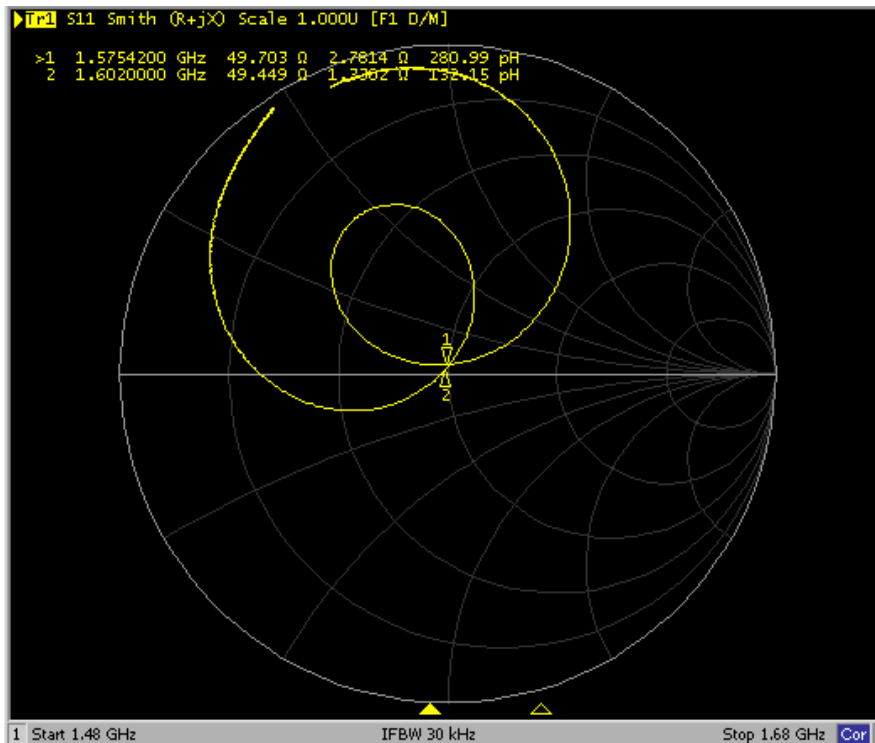 Tr1 S11 Smith (R+jX) Scale 1.000U [F1 D/M]
>1 1.5754200 GHz 49.703 Ω 2.7814 Ω 280.99 pH
2 1.6020000 GHz 49.449 Ω 1.3302 Ω 132.15 pH
1
2
1 Start 1.48 GHz IFBW 30 kHz Stop 1.68 GHz Cor